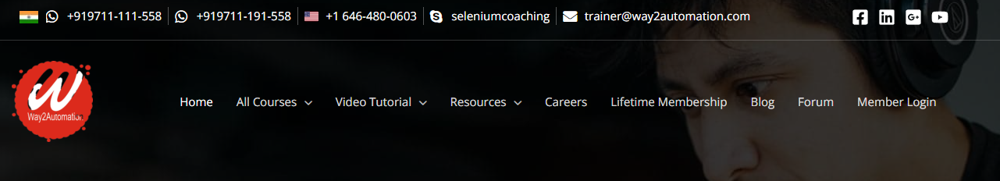 +919711-111-558 +919711-191-558 +1 646-480-0603 seleniumcoaching trainer@way2automation.com
Way2Automation
Home All Courses Video Tutorial Resources Careers Lifetime Membership Blog Forum Member Login